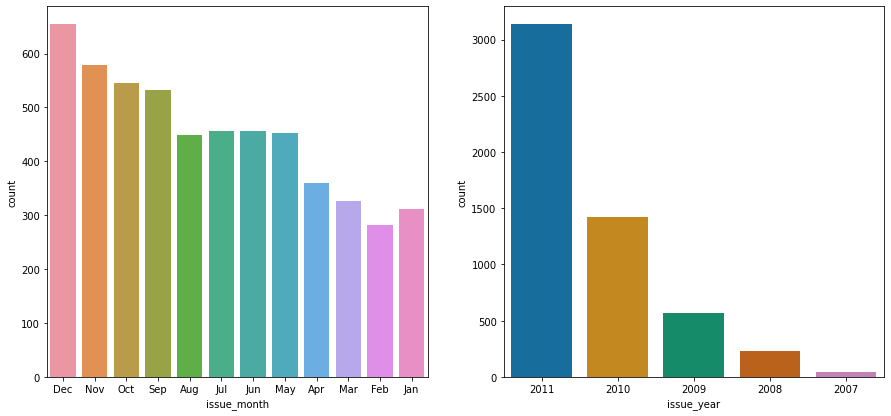 600
500
400
300
200
100
0
count
Dec Nov Oct Sep Aug Jul Jun May Apr Mar Feb Jan
issue_month
3000
2500
2000
1500
1000
500
0
count
2011 2010 2009 2008 2007
issue_year